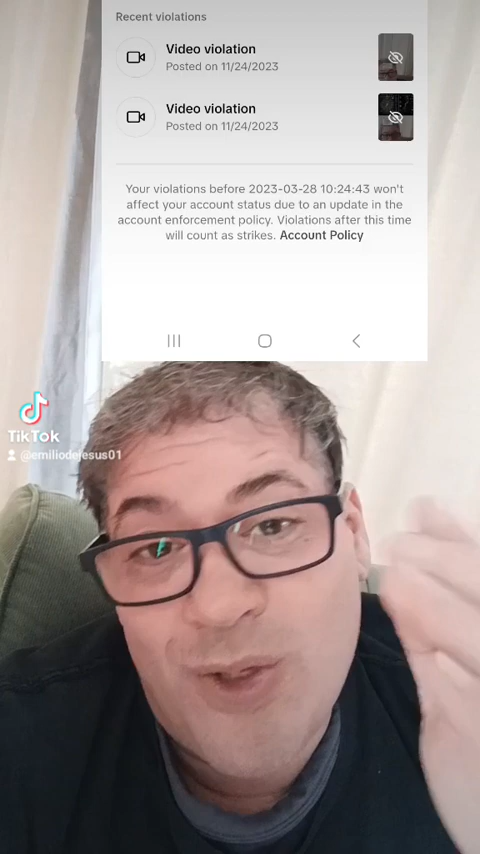 Recent violations
Video violation
Posted on 11/24/2023
Video violation
Posted on 11/24/2023
Your violations before 2023-03-28 10:24:43 won't
affect your account status due to an update in the
account enforcement policy. Violations after this time
will count as strikes. Account Policy
TikTok
@emiliodejesus01